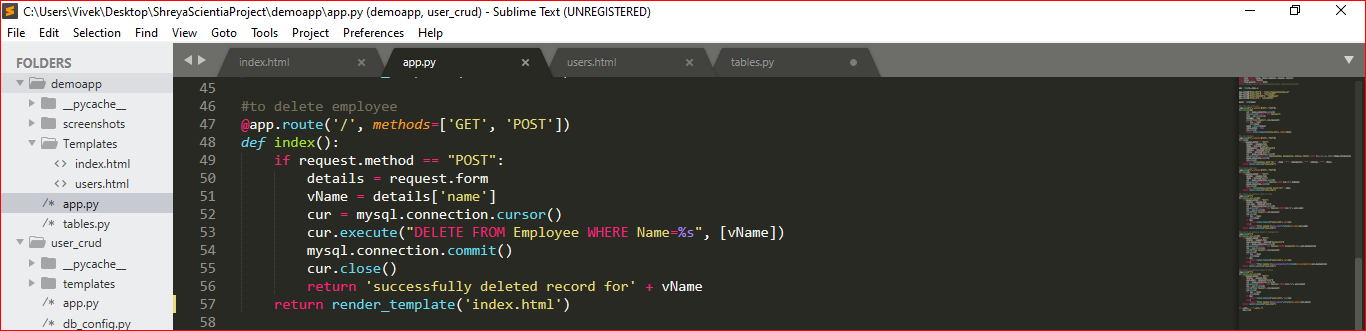 C:\Users\Vivek\Desktop\ShreyaScientiaProject\demoapp\app.py (demoapp, user_crud) - Sublime Text (UNREGISTERED)
File Edit Selection Find View Goto Tools Project Preferences Help
FOLDERS
demoapp
__pycache__
screenshots
Templates
<> index.html
<> users.html
/* app.py
/* tables.py
user_crud
__pycache__
templates
/* app.py
/* db_config.py
index.html × app.py × users.html × tables.py
45
46 #to delete employee
47 @app.route('/', methods=['GET', 'POST'])
48 def index():
49 if request.method == "POST":
50 details = request.form
51 vName = details['name']
52 cur = mysql.connection.cursor()
53 cur.execute("DELETE FROM Employee WHERE Name=%s", [vName])
54 mysql.connection.commit()
55 cur.close()
56 return 'successfully deleted record for' + vName
57 return render_template('index.html')
58